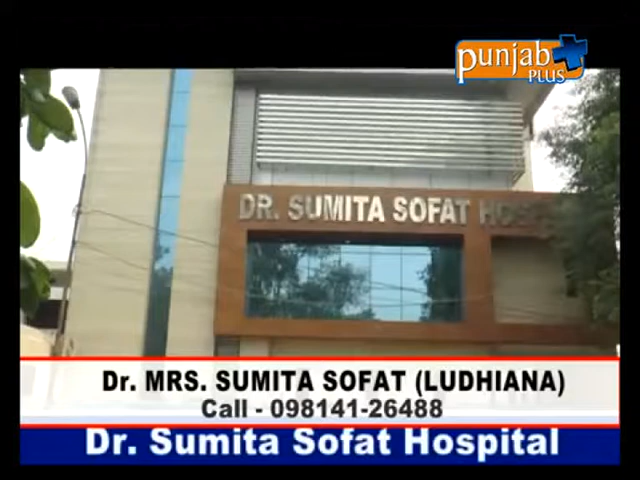 punjab
PLUS
DR. SUMITA SOFAT
Dr. MRS. SUMITA SOFAT (LUDHIANA)
Call - 098141-26488
Dr. Sumita Sofat Hospital